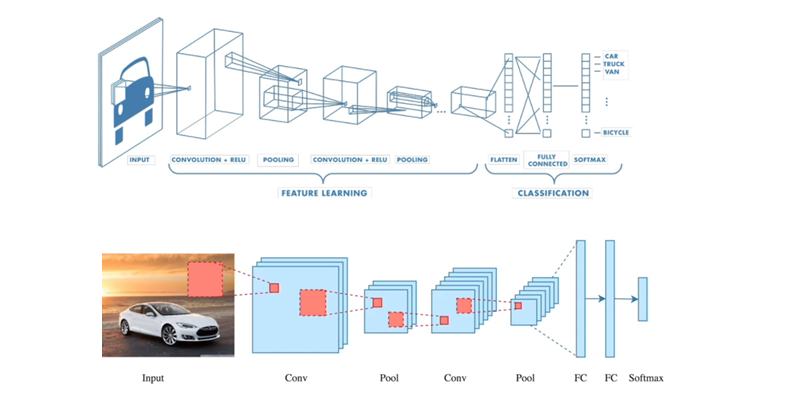 CAR
TRUCK
VAN
BICYCLE
INPUT
CONVOLUTION + RELU
POOLING
CONVOLUTION + RELU
POOLING
FLATTEN
FULLY
CONNECTED
SOFTMAX
FEATURE LEARNING
CLASSIFICATION
Input
Conv
Pool
Conv
Pool
FC
FC
Softmax